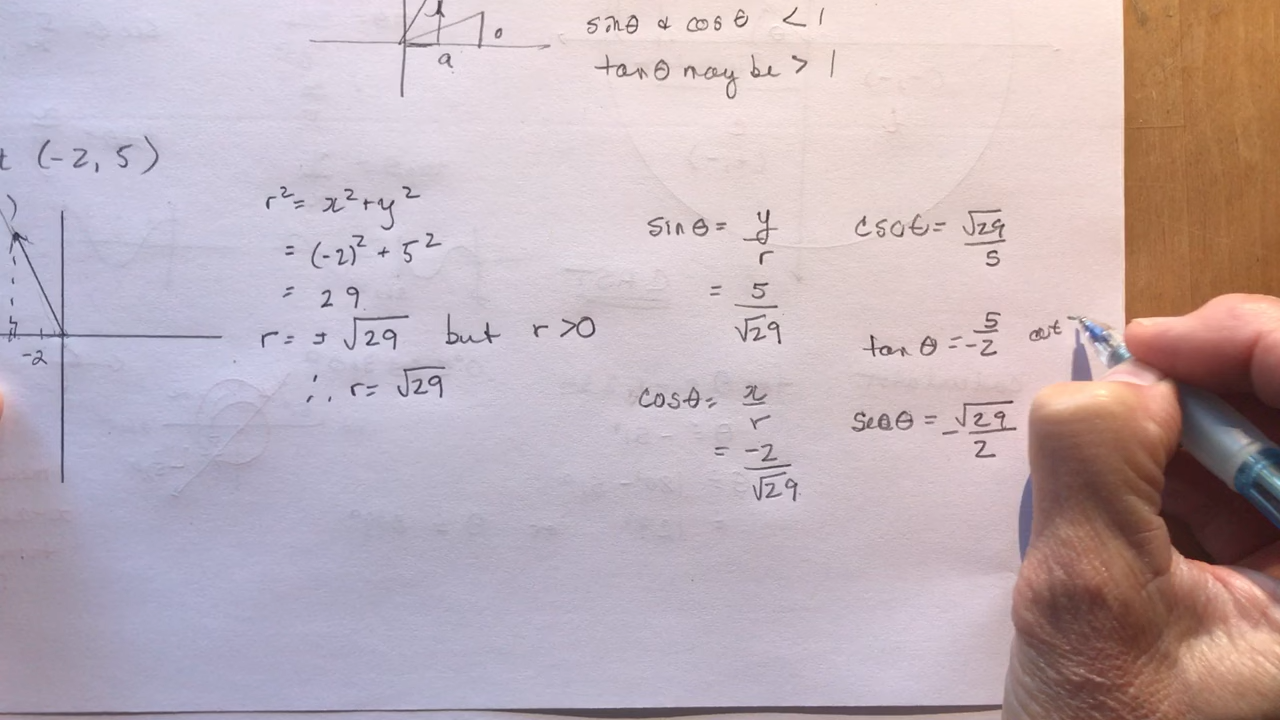 o
a
sinθ & cosθ < 1
tanθ may be > 1
t (-2, 5)
)
-2
r² = x² + y²
= (-2)² + 5²
= 29
r = ± √29 but r > 0
∴ r = √29
sinθ = y/r
= 5/√29
cosθ = x/r
= -2/√29
cscθ = √29/5
tanθ = 5/-2 cot
secθ = -√29/2